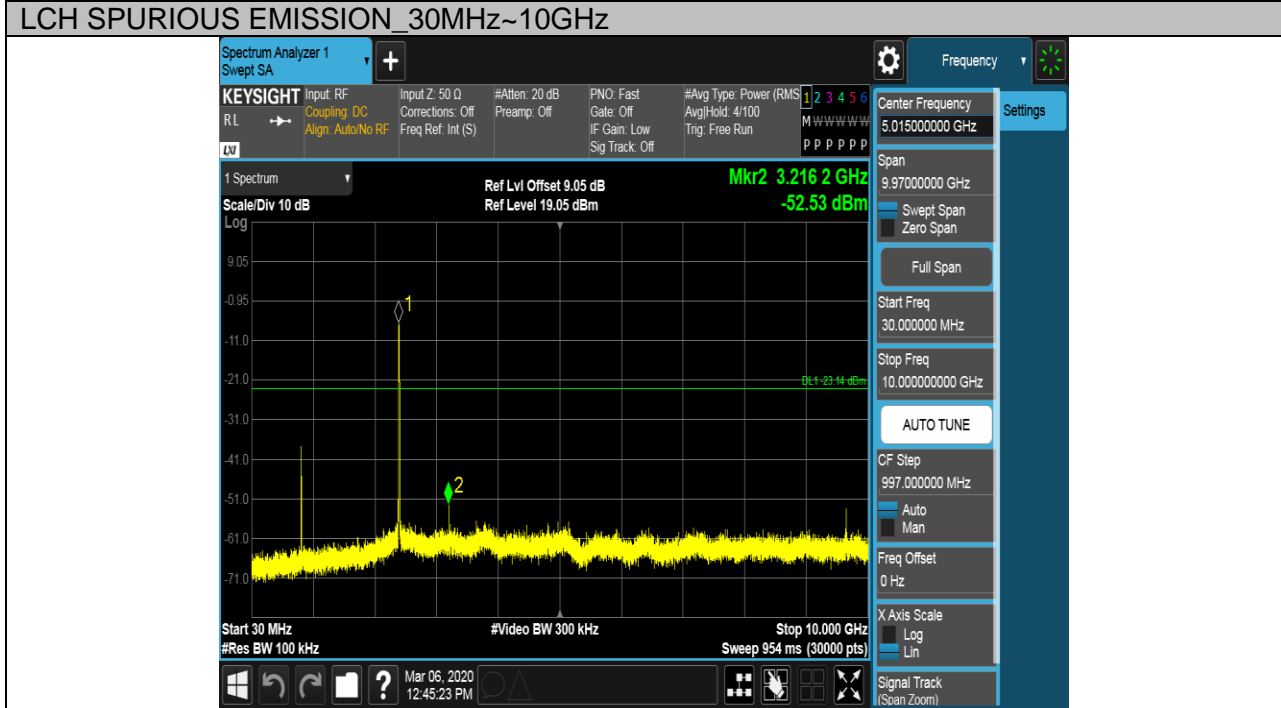 LCH SPURIOUS EMISSION_30MHz~10GHz
Spectrum Analyzer 1
Swept SA
+
Frequency
KEYSIGHT
RL
LXI
Input: RF
Coupling: DC
Align: Auto/No RF
Input Z: 50 Ω
Corrections: Off
Freq Ref: Int (S)
#Atten: 20 dB
Preamp: Off
PNO: Fast
Gate: Off
IF Gain: Low
Sig Track: Off
#Avg Type: Power (RMS
Avg|Hold: 4/100
Trig: Free Run
1 2 3 4 5 6
M W W W W W
P P P P P P
1 Spectrum
Scale/Div 10 dB
Ref Lvl Offset 9.05 dB
Ref Level 19.05 dBm
Mkr2 3.216 2 GHz
-52.53 dBm
Log
9.05
-0.95
-11.0
-21.0
-31.0
-41.0
-51.0
-61.0
-71.0
1
2
DL1 -23.14 dBm
Start 30 MHz
#Res BW 100 kHz
#Video BW 300 kHz
Stop 10.000 GHz
Sweep 954 ms (30000 pts)
Center Frequency
5.015000000 GHz
Span
9.97000000 GHz
Swept Span
Zero Span
Full Span
Start Freq
30.000000 MHz
Stop Freq
10.000000000 GHz
AUTO TUNE
CF Step
997.000000 MHz
Auto
Man
Freq Offset
0 Hz
X Axis Scale
Log
Lin
Signal Track
(Span Zoom)
Settings
?
Mar 06, 2020
12:45:23 PM